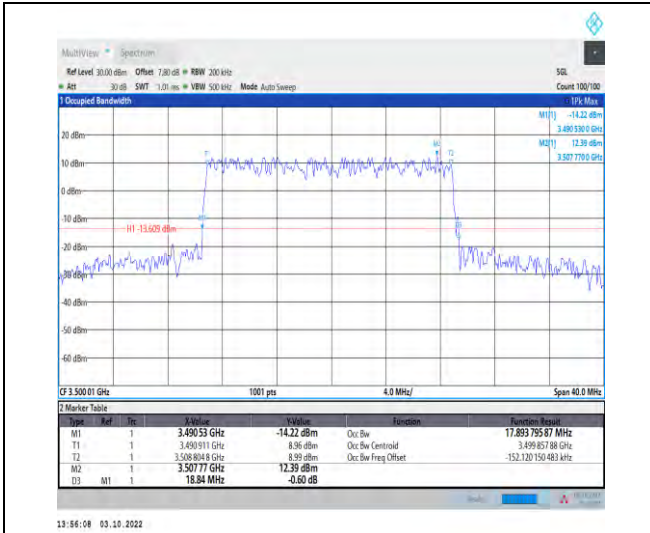 MultiView Spectrum
Ref Level 30.00 dBm Offset 7.80 dB RBW 200 kHz SGL
Att 30 dB SWT 1.01 ms VBW 500 kHz Mode Auto Sweep Count 100/100
1 Occupied Bandwidth 1Pk Max
M1[1] -14.22 dBm
3.490 530 0 GHz
M2[1] 12.39 dBm
3.507 770 0 GHz
20 dBm
10 dBm
0 dBm
-10 dBm
H1 -13.609 dBm
-20 dBm
-30 dBm
-40 dBm
-50 dBm
-60 dBm
T1
M2
T2
CF 3.500 01 GHz 1001 pts 4.0 MHz/ Span 40.0 MHz
2 Marker Table
Type Ref Trc X-Value Y-Value Function Function Result
M1 1 3.490 53 GHz -14.22 dBm Occ Bw 17.893 795 87 MHz
T1 1 3.490 911 GHz 8.96 dBm Occ Bw Centroid 3.499 857 88 GHz
T2 1 3.508 804 8 GHz 8.99 dBm Occ Bw Freq Offset -152.120 150 483 kHz
M2 1 3.507 77 GHz 12.39 dBm
D3 M1 1 18.84 MHz -0.60 dB
13:56:08 03.10.2022